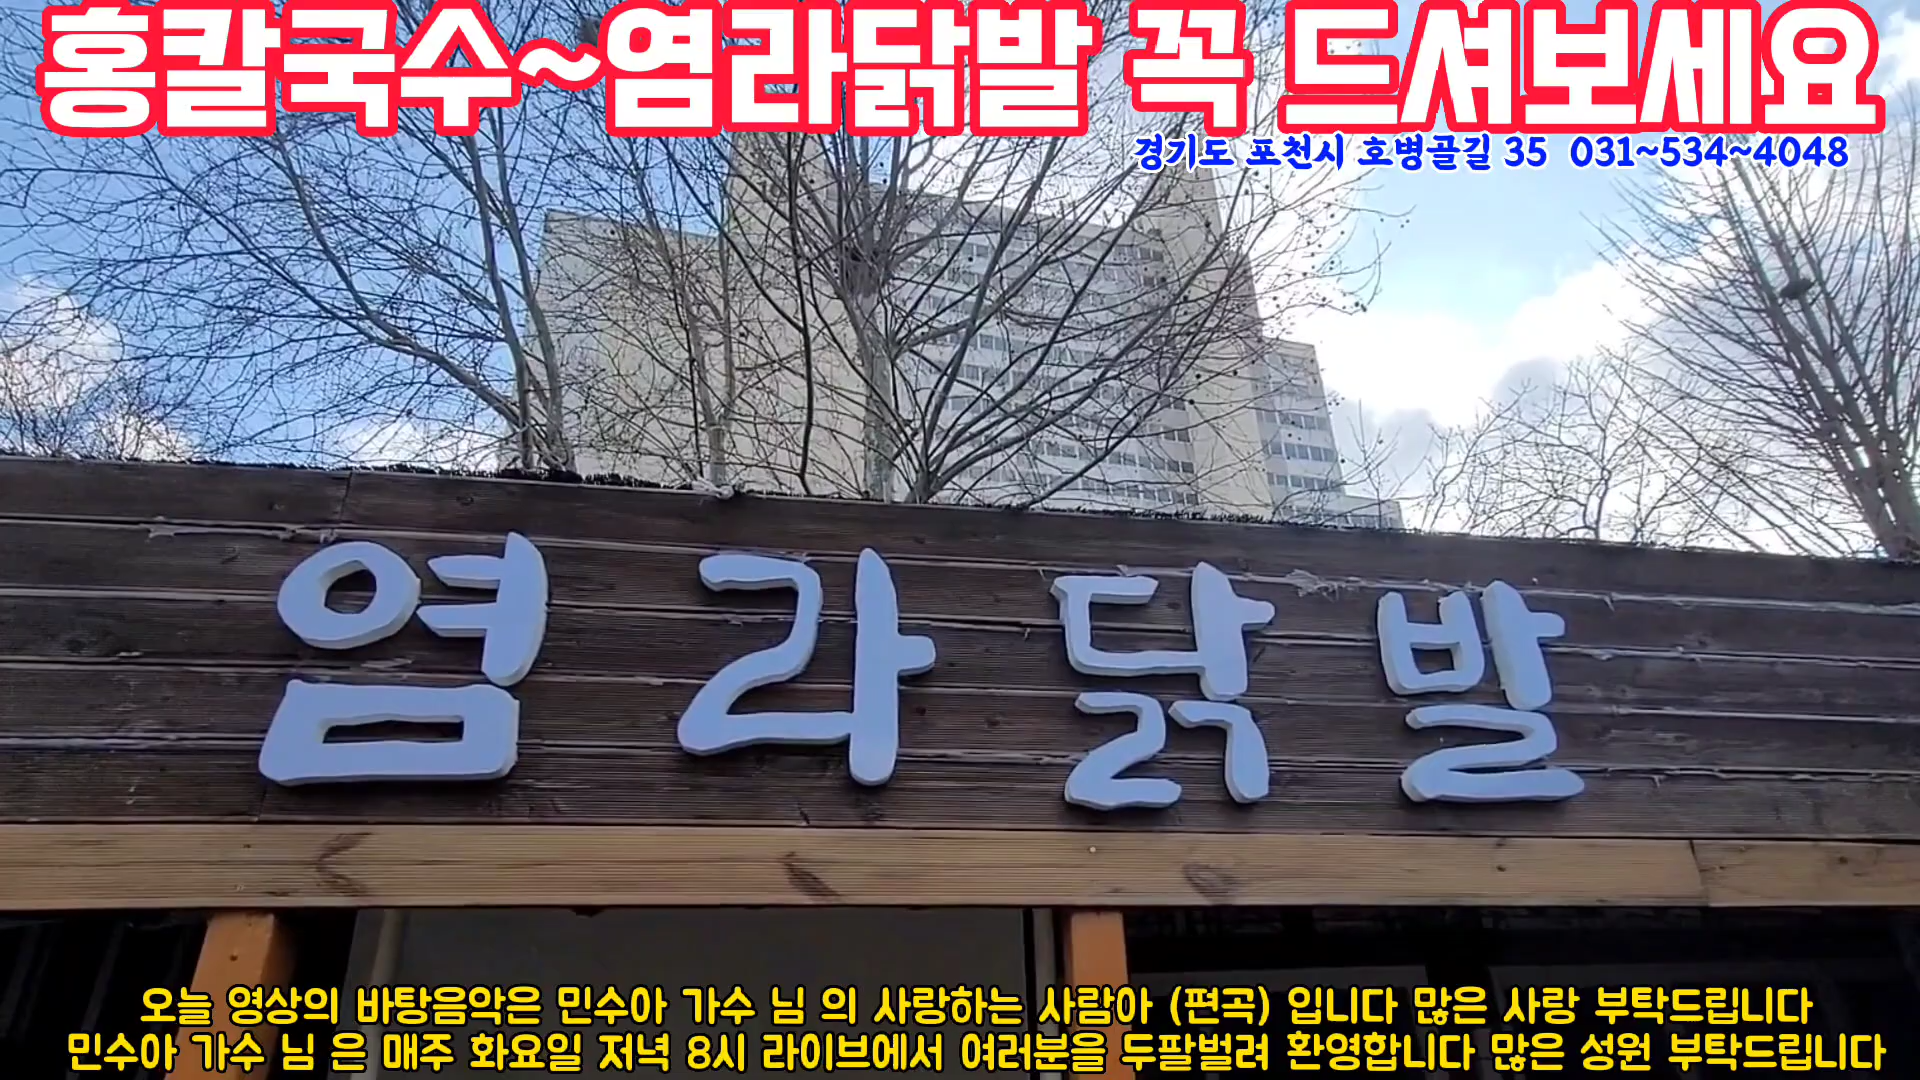 홍칼국수~염라닭발 꼭 드셔보세요
경기도 포천시 호병골길 35 031~534~4048
염라닭발
오늘 영상의 바탕음악은 민수아 가수 님 의 사랑하는 사람아 (편곡) 입니다 많은 사랑 부탁드립니다
민수아 가수 님 은 매주 화요일 저녁 8시 라이브에서 여러분을 두팔벌려 환영합니다 많은 성원 부탁드립니다